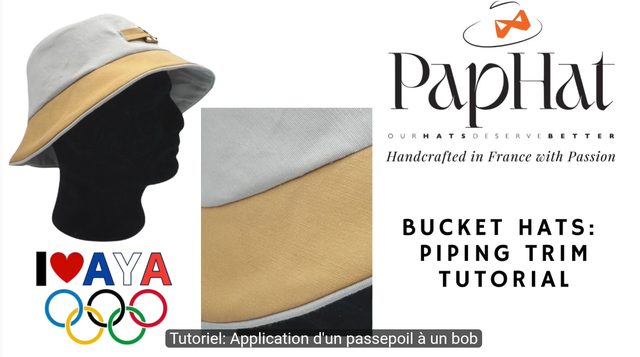 PapHat
OUR HATS DESERVE BETTER
Handcrafted in France with Passion
BUCKET HATS:
PIPING TRIM
TUTORIAL
I❤AYA
Tutoriel: Application d'un passepoil à un bob